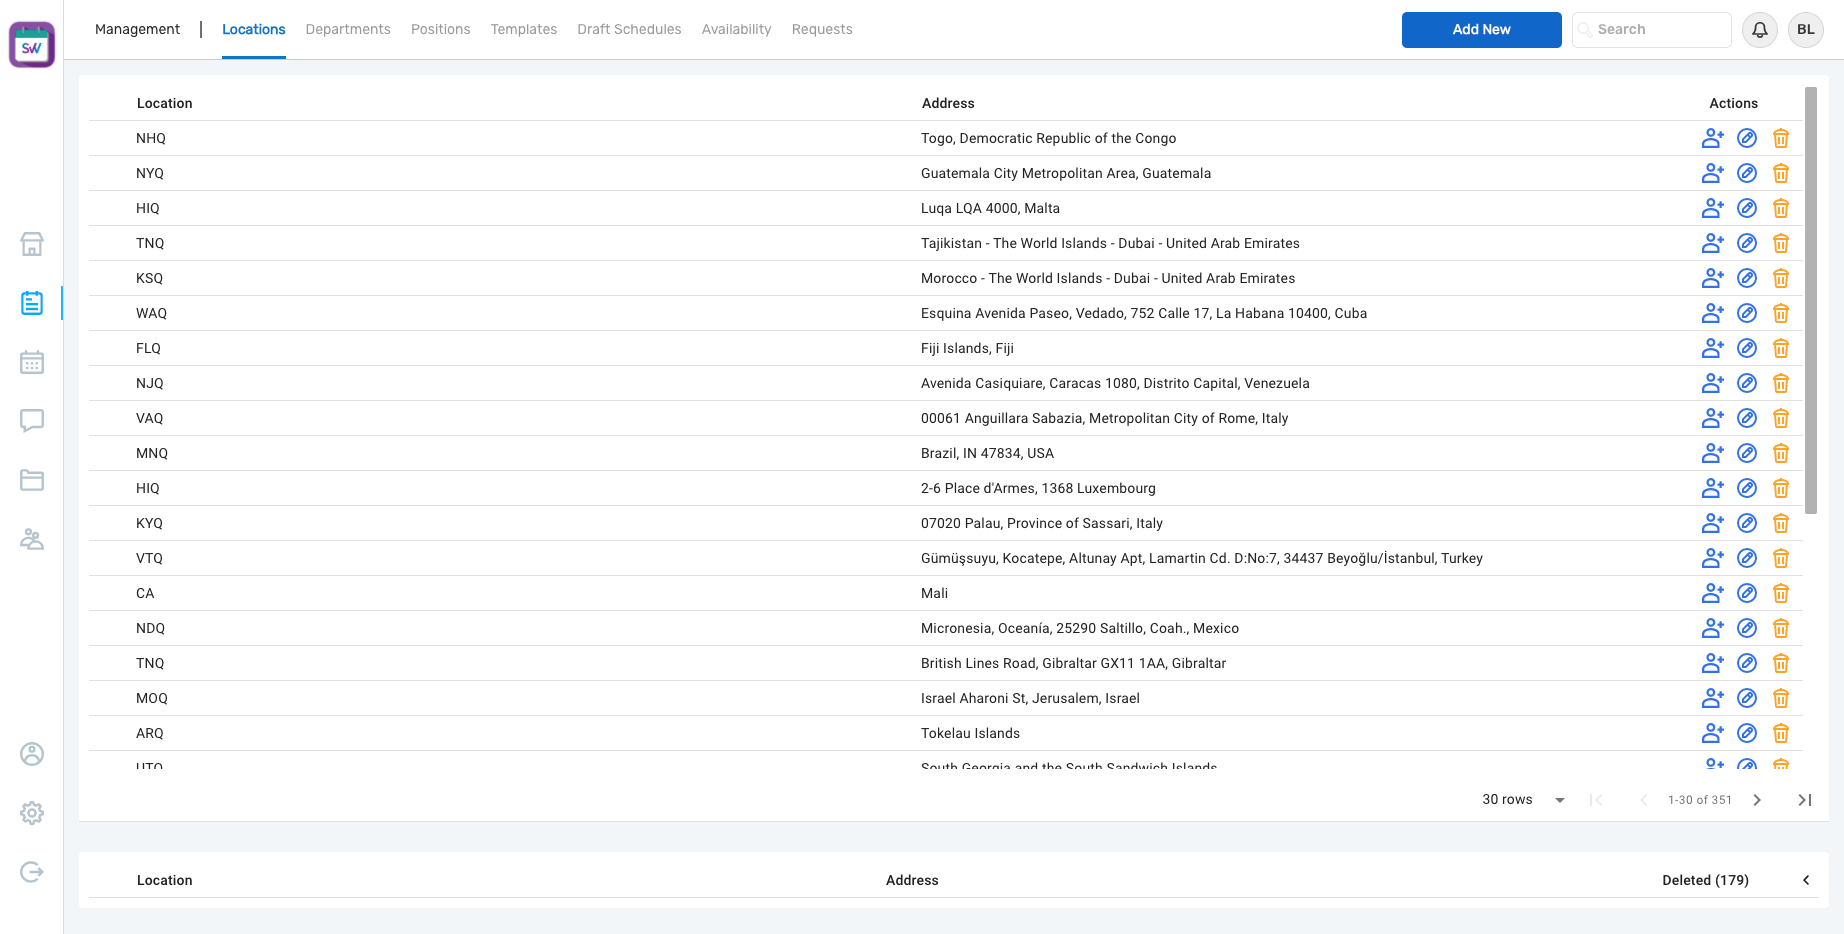 SW
Management | Locations Departments Positions Templates Draft Schedules Availability Requests Add New Search BL
Location Address Actions
NHQ Togo, Democratic Republic of the Congo
NYQ Guatemala City Metropolitan Area, Guatemala
HIQ Luqa LQA 4000, Malta
TNQ Tajikistan - The World Islands - Dubai - United Arab Emirates
KSQ Morocco - The World Islands - Dubai - United Arab Emirates
WAQ Esquina Avenida Paseo, Vedado, 752 Calle 17, La Habana 10400, Cuba
FLQ Fiji Islands, Fiji
NJQ Avenida Casiquiare, Caracas 1080, Distrito Capital, Venezuela
VAQ 00061 Anguillara Sabazia, Metropolitan City of Rome, Italy
MNQ Brazil, IN 47834, USA
HIQ 2-6 Place d'Armes, 1368 Luxembourg
KYQ 07020 Palau, Province of Sassari, Italy
VTQ Gümüşsuyu, Kocatepe, Altunay Apt, Lamartin Cd. D:No:7, 34437 Beyoğlu/İstanbul, Turkey
CA Mali
NDQ Micronesia, Oceanía, 25290 Saltillo, Coah., Mexico
TNQ British Lines Road, Gibraltar GX11 1AA, Gibraltar
MOQ Israel Aharoni St, Jerusalem, Israel
ARQ Tokelau Islands
UTQ South Georgia and the South Sandwich Islands
30 rows 1-30 of 351
Location Address Deleted (179)